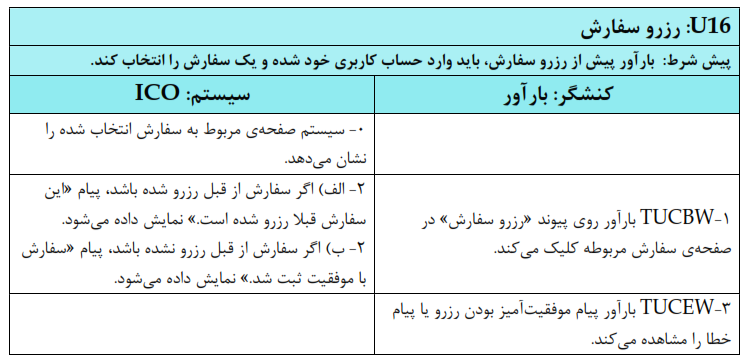 U16: رزرو سفارش
پیش شرط: بارآور پیش از رزرو سفارش، باید وارد حساب کاربری خود شده و یک سفارش را انتخاب کند.
کنشگر: بارآور
سیستم: ICO
۰- سیستم صفحه‌ی مربوط به سفارش انتخاب شده را
نشان می‌دهد.
TUCBW-۱ بارآور روی پیوند «رزرو سفارش» در
صفحه‌ی سفارش مربوطه کلیک می‌کند.
۲- الف) اگر سفارش از قبل رزرو شده باشد، پیام «این
سفارش قبلا رزرو شده است.» نمایش داده می‌شود.
۲- ب) اگر سفارش از قبل رزرو نشده باشد، پیام «سفارش
با موفقیت ثبت شد.» نمایش داده می‌شود.
TUCEW-۳ بارآور پیام موفقیت‌آمیز بودن رزرو یا پیام
خطا را مشاهده می‌کند.